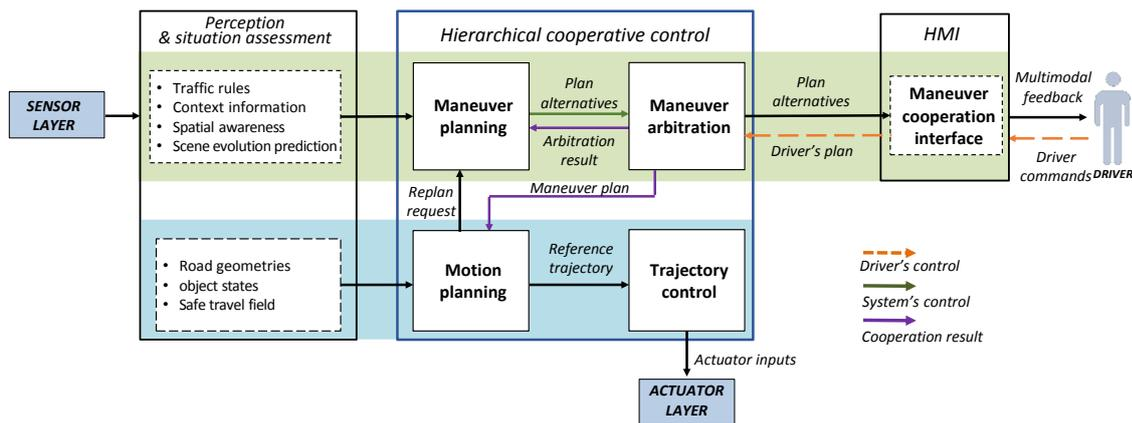 Perception
& situation assessment
Hierarchical cooperative control
HMI
SENSOR
LAYER
• Traffic rules
• Context information
• Spatial awareness
• Scene evolution prediction
Maneuver
planning
Plan
alternatives
Arbitration
result
Maneuver
arbitration
Plan
alternatives
Driver’s plan
Maneuver
cooperation
interface
Multimodal
feedback
Driver
commands
DRIVER
Replan
request
Maneuver plan
• Road geometries
• object states
• Safe travel field
Motion
planning
Reference
trajectory
Trajectory
control
Driver’s control
System’s control
Cooperation result
Actuator inputs
ACTUATOR
LAYER